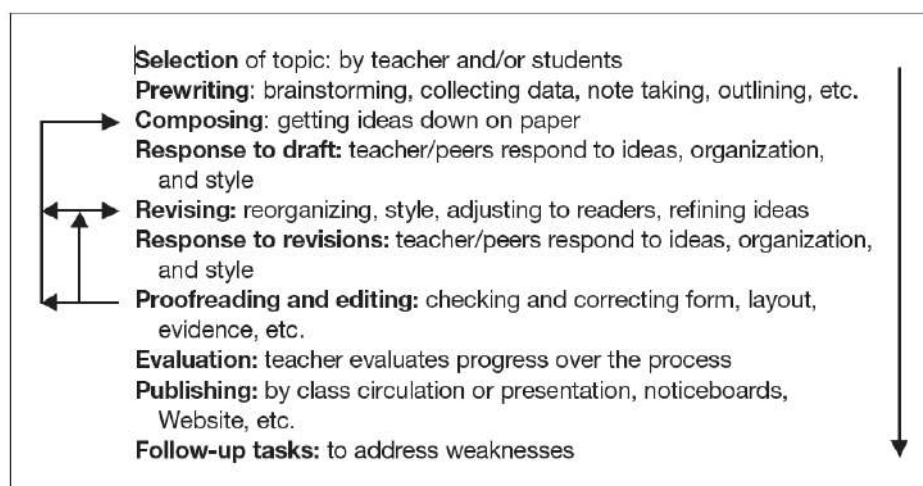 Selection of topic: by teacher and/or students
Prewriting: brainstorming, collecting data, note taking, outlining, etc.
Composing: getting ideas down on paper
Response to draft: teacher/peers respond to ideas, organization,
and style
Revising: reorganizing, style, adjusting to readers, refining ideas
Response to revisions: teacher/peers respond to ideas, organization,
and style
Proofreading and editing: checking and correcting form, layout,
evidence, etc.
Evaluation: teacher evaluates progress over the process
Publishing: by class circulation or presentation, noticeboards,
Website, etc.
Follow-up tasks: to address weaknesses